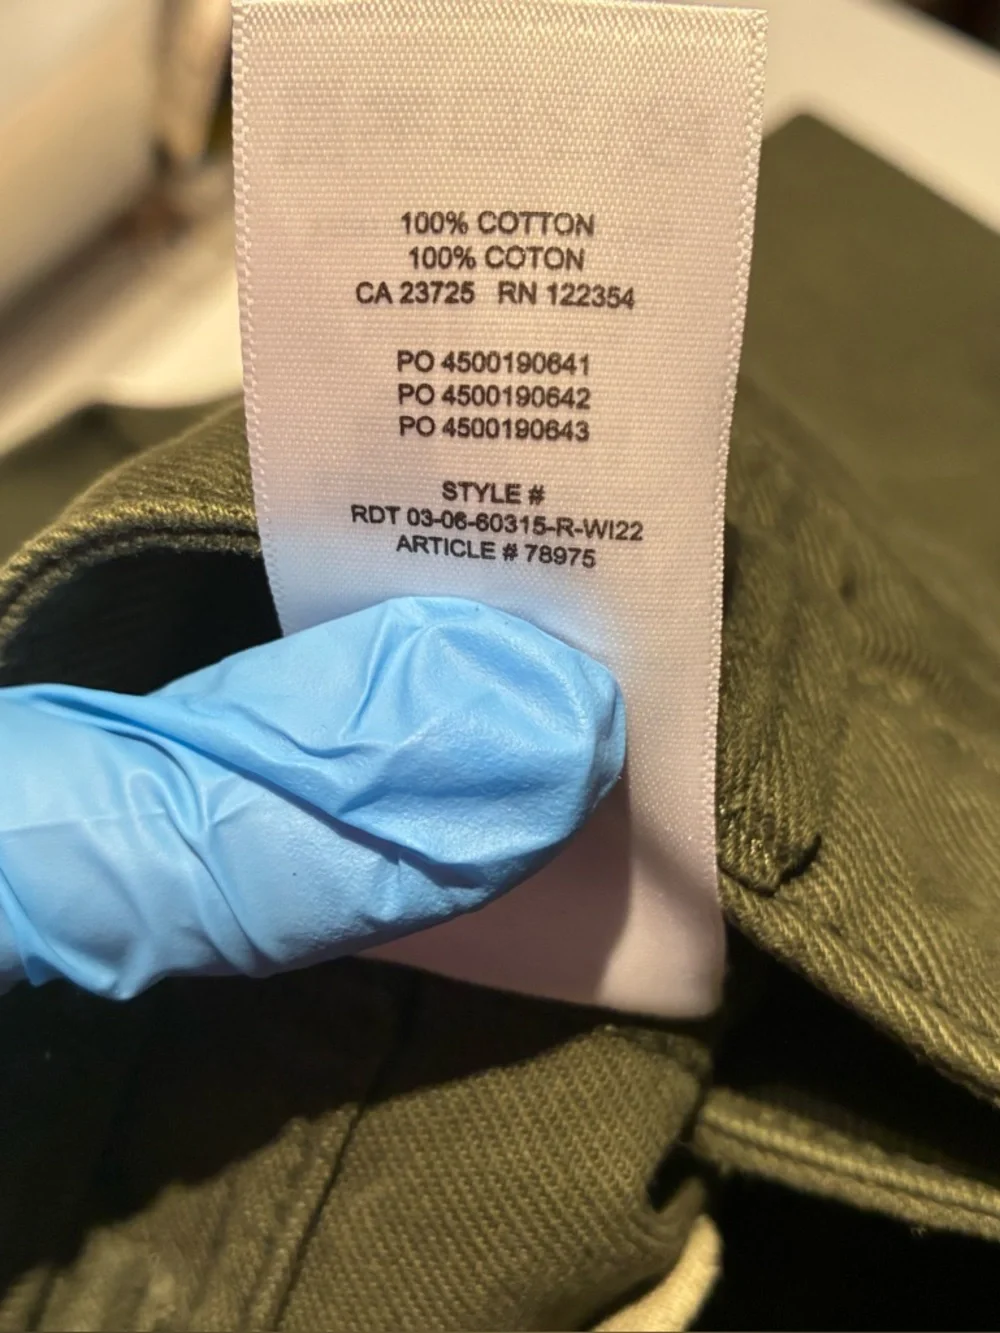 100% COTTON
100% COTON
CA 23725 RN 122354
PO 4500190641
PO 4500190642
PO 4500190643
STYLE #
RDT 03-06-60315-R-WI22
ARTICLE # 78975